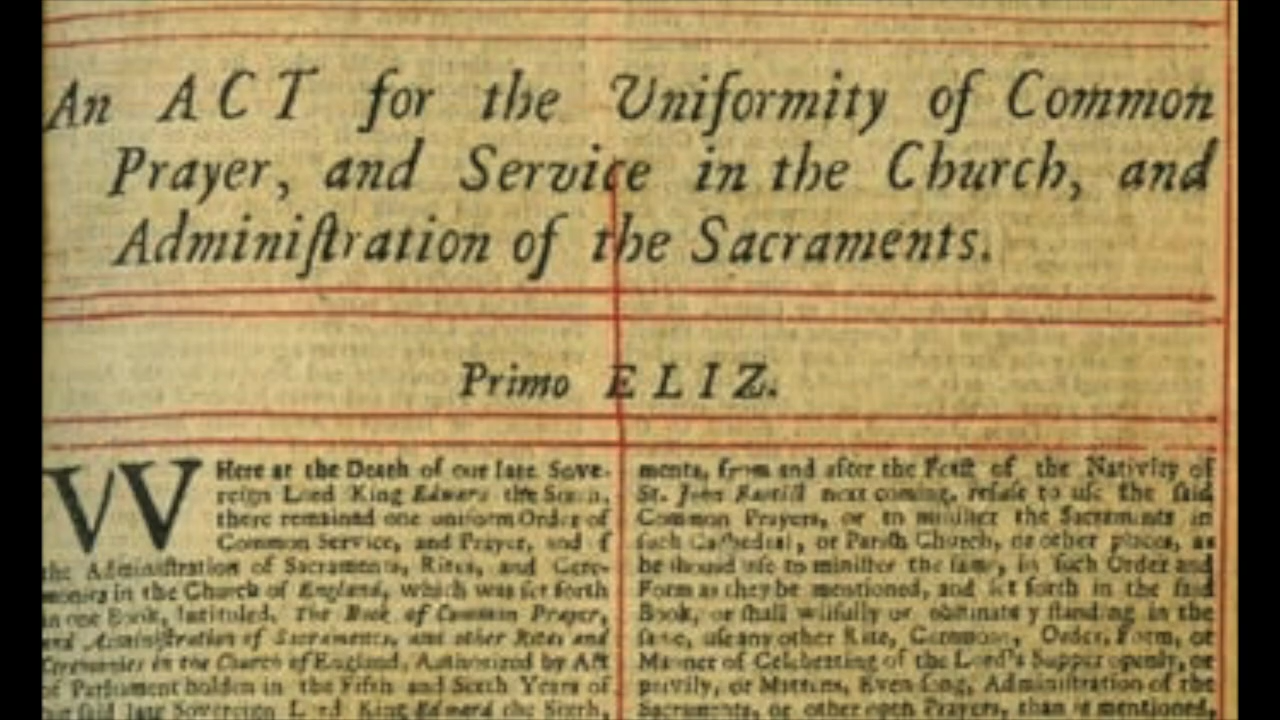 An ACT for the Uniformity of Common
Prayer, and Service in the Church, and
Adminiſtration of the Sacraments.
Primo ELIZ.
WHere at the Death of our late Sove-
reign Lord King Edward the Sixth,
there remained one uniform Order of
Common Service, and Prayer, and of
the Adminiſtration of Sacraments, Rites, and Cere-
monies in the Church of England, which was ſet forth
in one Book, Intituled, The Book of Common Prayer,
and Adminiſtration of Sacraments, and other Rites and
Ceremonies in the Church of England, Authorized by Act
of Parliament holden in the Fifth and Sixth Years of
our ſaid late Sovereign Lord King Edward the Sixth,
ments, from and after the Feaſt of the Nativity of
St. John Baptiſt next coming, refuſe to uſe the ſaid
Common Prayers, or to miniſter the Sacraments in
ſuch Cathedral, or Pariſh Church, or other places, as
he ſhould uſe to miniſter the ſame, in ſuch Order and
Form as they be mentioned, and ſet forth in the ſaid
Book, or ſhall wilfully or obſtinately ſtanding in the
ſame, uſe any other Rite, Ceremony, Order, Form, or
Manner of Celebrating of the Lord's Supper openly, or
privily, or Mattens, Even ſong, Adminiſtration of the
Sacraments, or other open Prayers, than is mentioned,